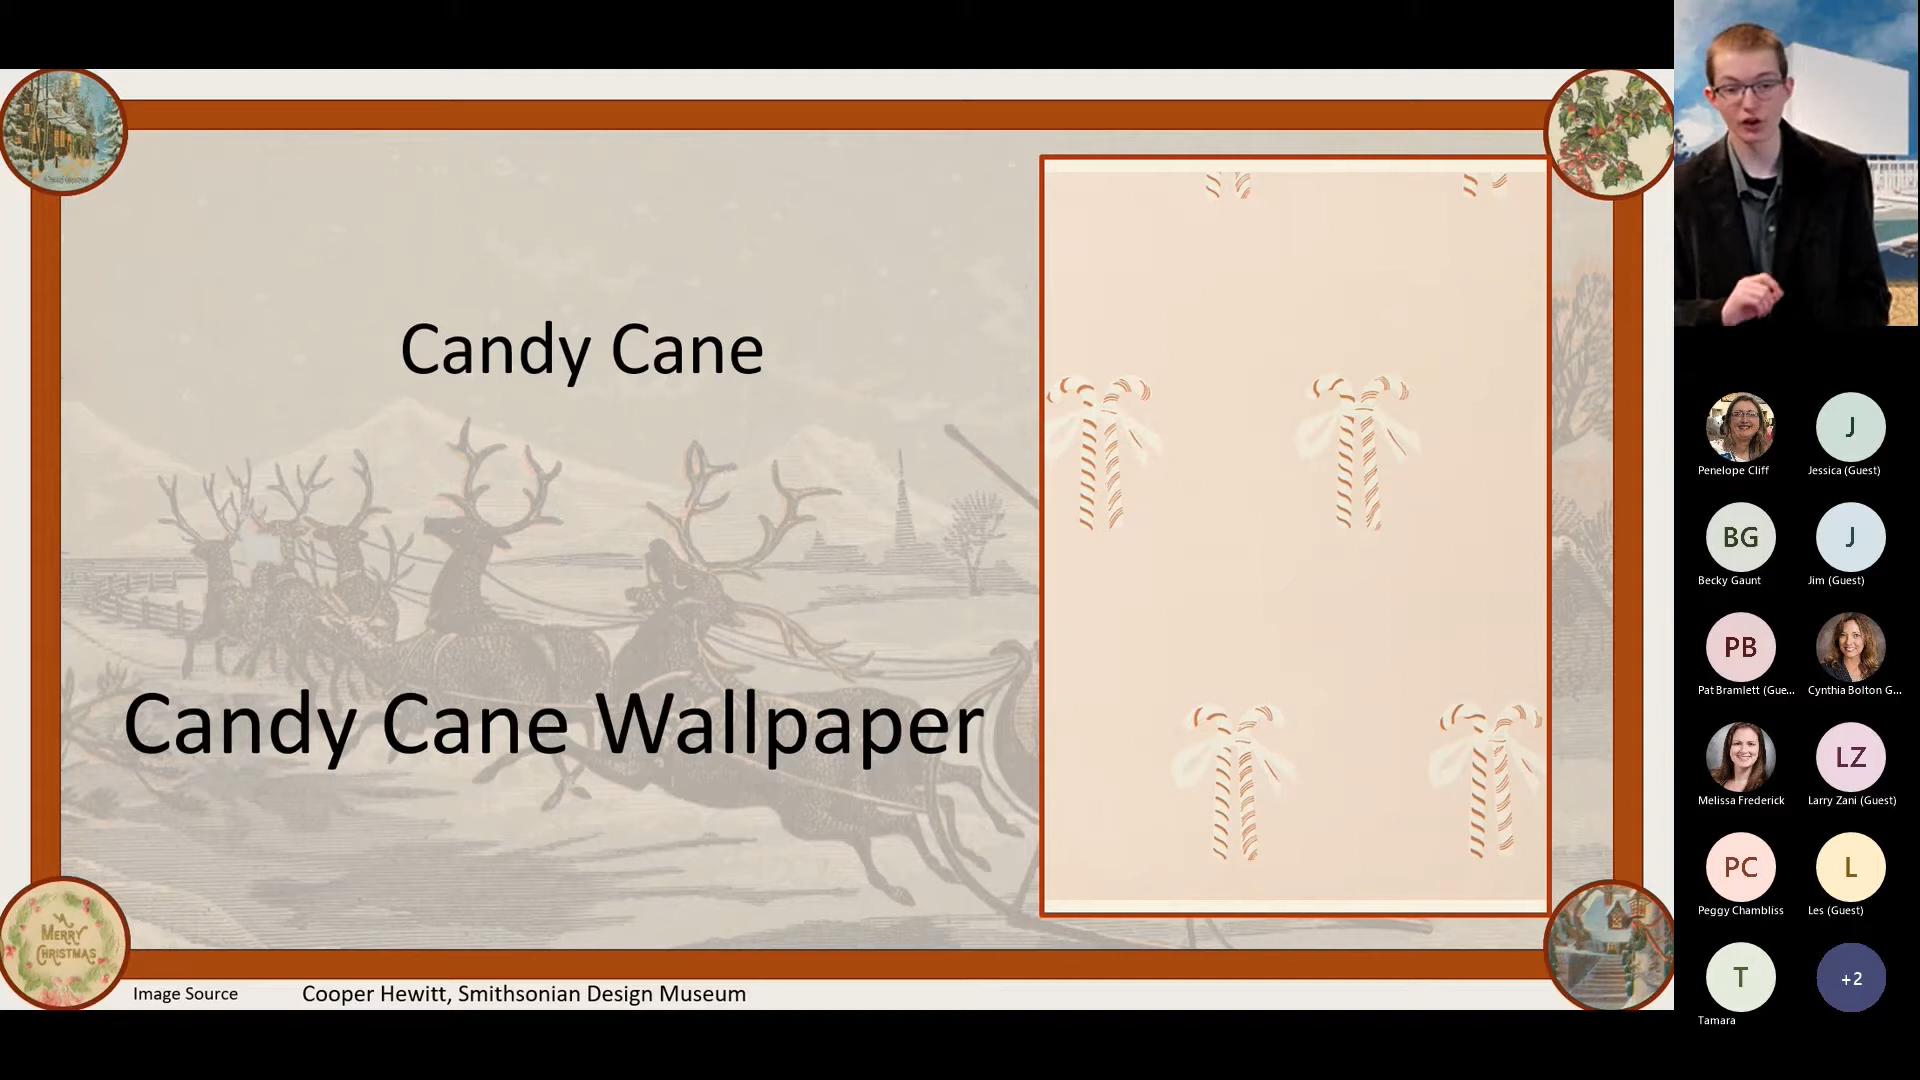 Candy Cane
Candy Cane Wallpaper
A
MERRY
CHRISTMAS
Image Source
Cooper Hewitt, Smithsonian Design Museum
Penelope Cliff
J
Jessica (Guest)
BG
Becky Gaunt
J
Jim (Guest)
PB
Pat Bramlett (Gue...
Cynthia Bolton G...
Melissa Frederick
LZ
Larry Zani (Guest)
PC
Peggy Chambliss
L
Les (Guest)
T
Tamara
+2